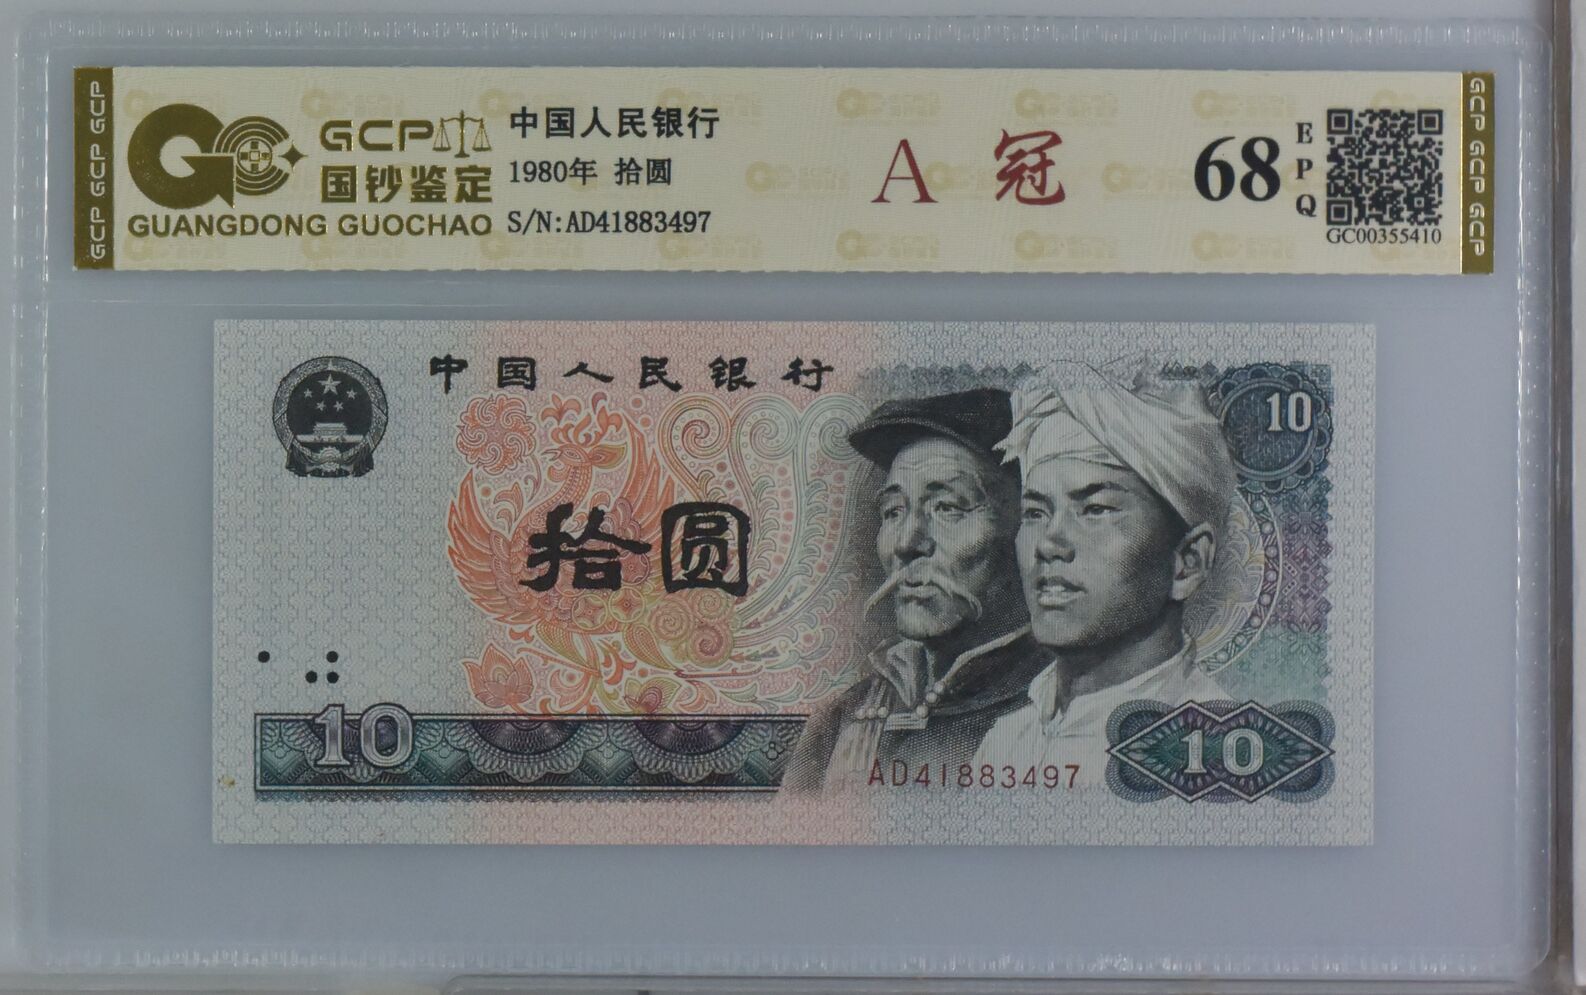 GCP GCP GCP
GCP
国钞鉴定
GUANGDONG GUOCHAO
中国人民银行
1980年 拾圆
S/N:AD41883497
A 冠
68
EPQ
GC00355410
GCP GCP GCP
中国人民银行
10
拾圆
10
AD41883497
10